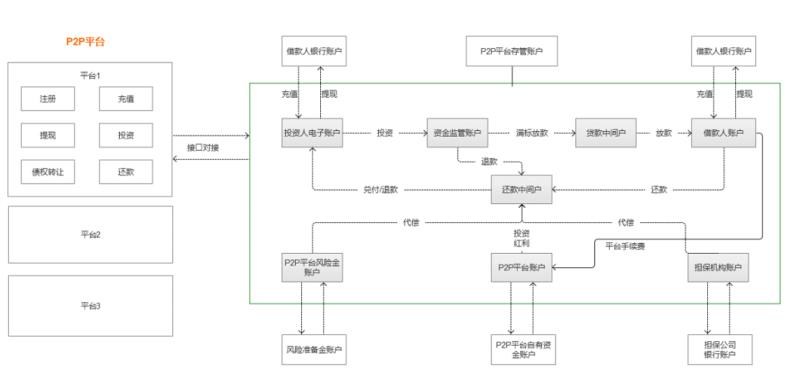 P2P平台
平台1
注册
充值
提现
投资
债权转让
还款
平台2
平台3
接口对接
借款人银行账户
P2P平台存管账户
借款人银行账户
充值
提现
充值
提现
投资人电子账户
投资
资金监管账户
满标放款
贷款中间户
放款
借款人账户
退款
兑付/退款
还款中间户
还款
代偿
代偿
投资
红利
平台手续费
P2P平台风险金
账户
P2P平台账户
担保机构账户
风险准备金账户
P2P平台自有资
金账户
担保公司
银行账户